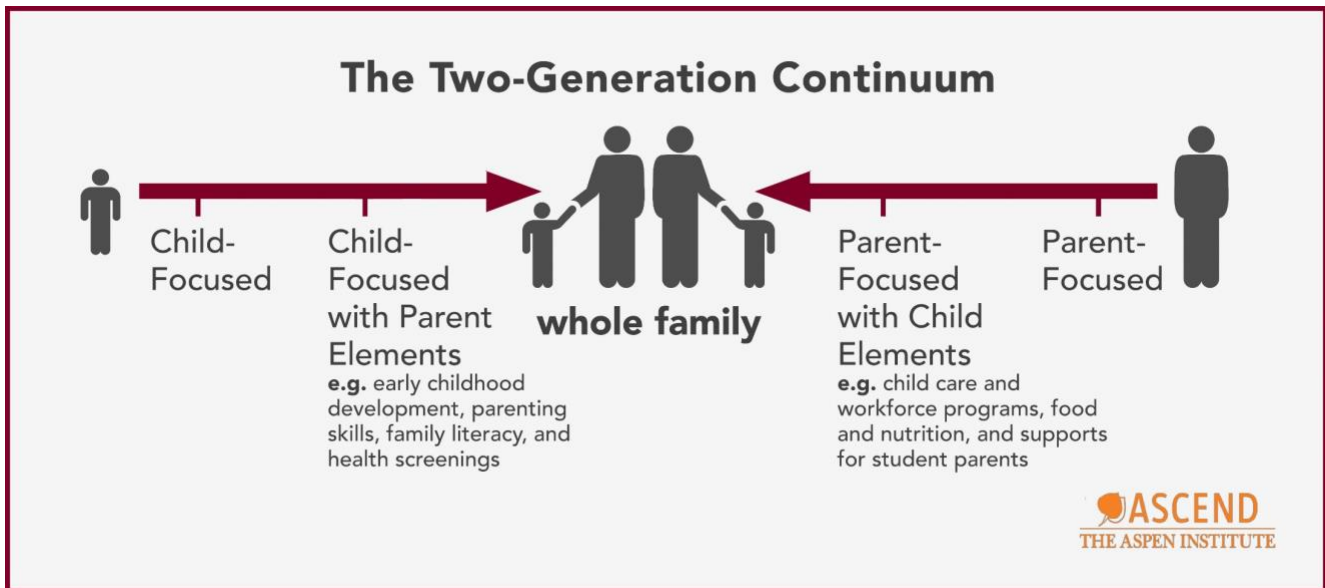 The Two-Generation Continuum
Child-
Focused
Child-
Focused
with Parent
Elements
e.g. early childhood
development, parenting
skills, family literacy, and
health screenings
whole family
Parent-
Focused
with Child
Elements
e.g. child care and
workforce programs, food
and nutrition, and supports
for student parents
Parent-
Focused
ASCEND
THE ASPEN INSTITUTE